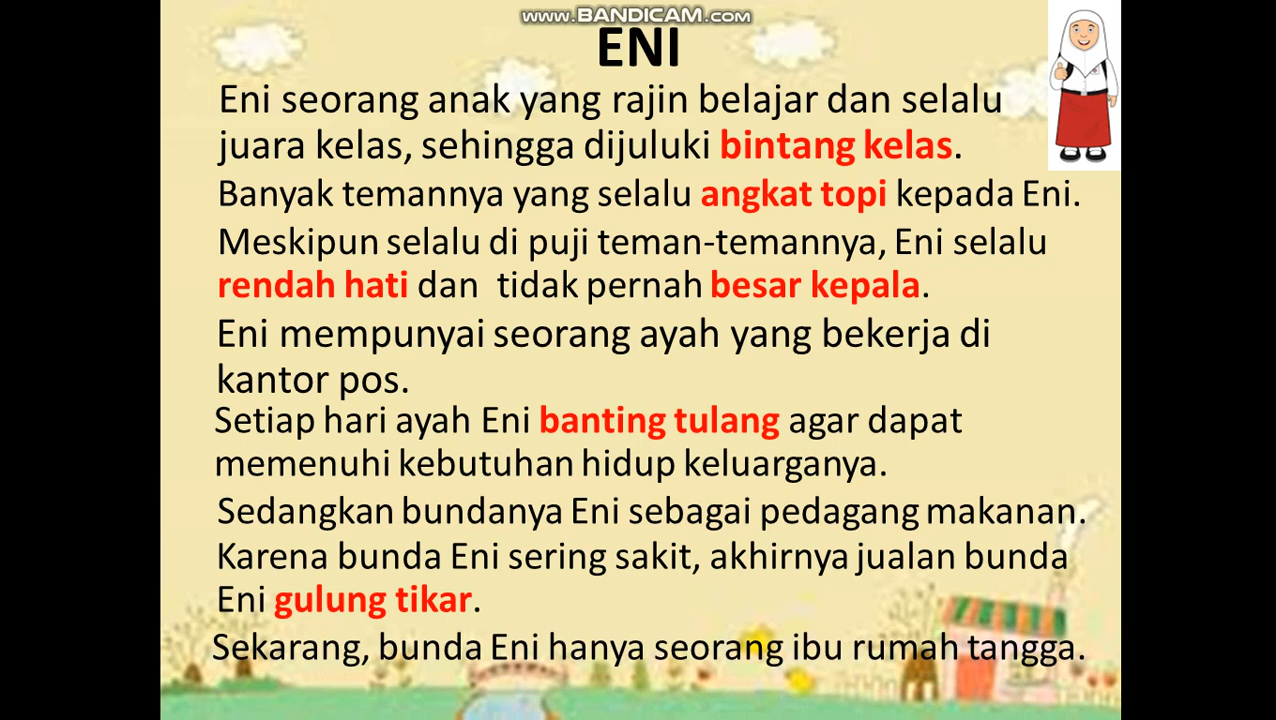 www.BANDICAM.com
ENI
Eni seorang anak yang rajin belajar dan selalu
juara kelas, sehingga dijuluki bintang kelas.
Banyak temannya yang selalu angkat topi kepada Eni.
Meskipun selalu di puji teman-temannya, Eni selalu
rendah hati dan tidak pernah besar kepala.
Eni mempunyai seorang ayah yang bekerja di
kantor pos.
Setiap hari ayah Eni banting tulang agar dapat
memenuhi kebutuhan hidup keluarganya.
Sedangkan bundanya Eni sebagai pedagang makanan.
Karena bunda Eni sering sakit, akhirnya jualan bunda
Eni gulung tikar.
Sekarang, bunda Eni hanya seorang ibu rumah tangga.